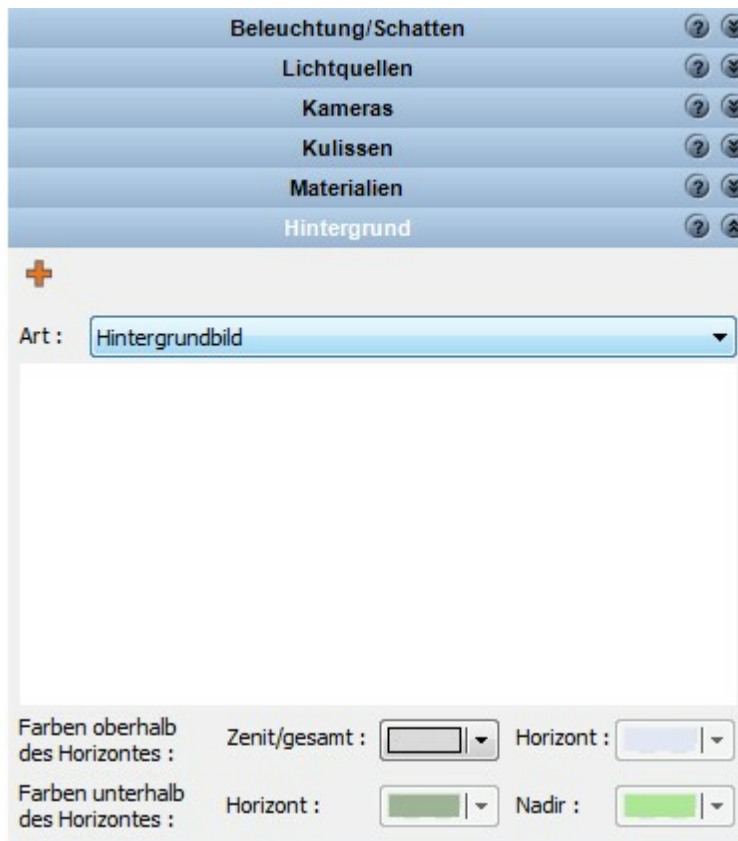 Beleuchtung/Schatten
Lichtquellen
Kameras
Kulissen
Materialien
Hintergrund
Art : Hintergrundbild
Farben oberhalb
des Horizontes : Zenit/gesamt : Horizont :
Farben unterhalb
des Horizontes : Horizont : Nadir :